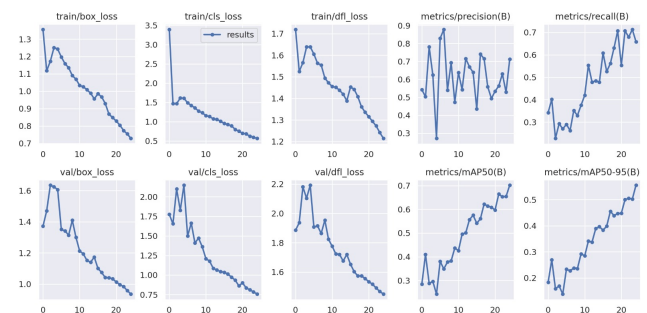 train/box_loss
train/cls_loss
train/dfl_loss
metrics/precision(B)
metrics/recall(B)
1.3
1.2
1.1
1.0
0.9
0.8
0.7
0 10 20
3.5
3.0
2.5
2.0
1.5
1.0
0.5
results
0 10 20
1.7
1.6
1.5
1.4
1.3
1.2
0 10 20
0.9
0.8
0.7
0.6
0.5
0.4
0.3
0 10 20
0.7
0.6
0.5
0.4
0.3
0 10 20
val/box_loss
val/cls_loss
val/dfl_loss
metrics/mAP50(B)
metrics/mAP50-95(B)
1.6
1.4
1.2
1.0
0 10 20
2.00
1.75
1.50
1.25
1.00
0.75
0 10 20
2.2
2.0
1.8
1.6
0 10 20
0.7
0.6
0.5
0.4
0.3
0 10 20
0.5
0.4
0.3
0.2
0 10 20